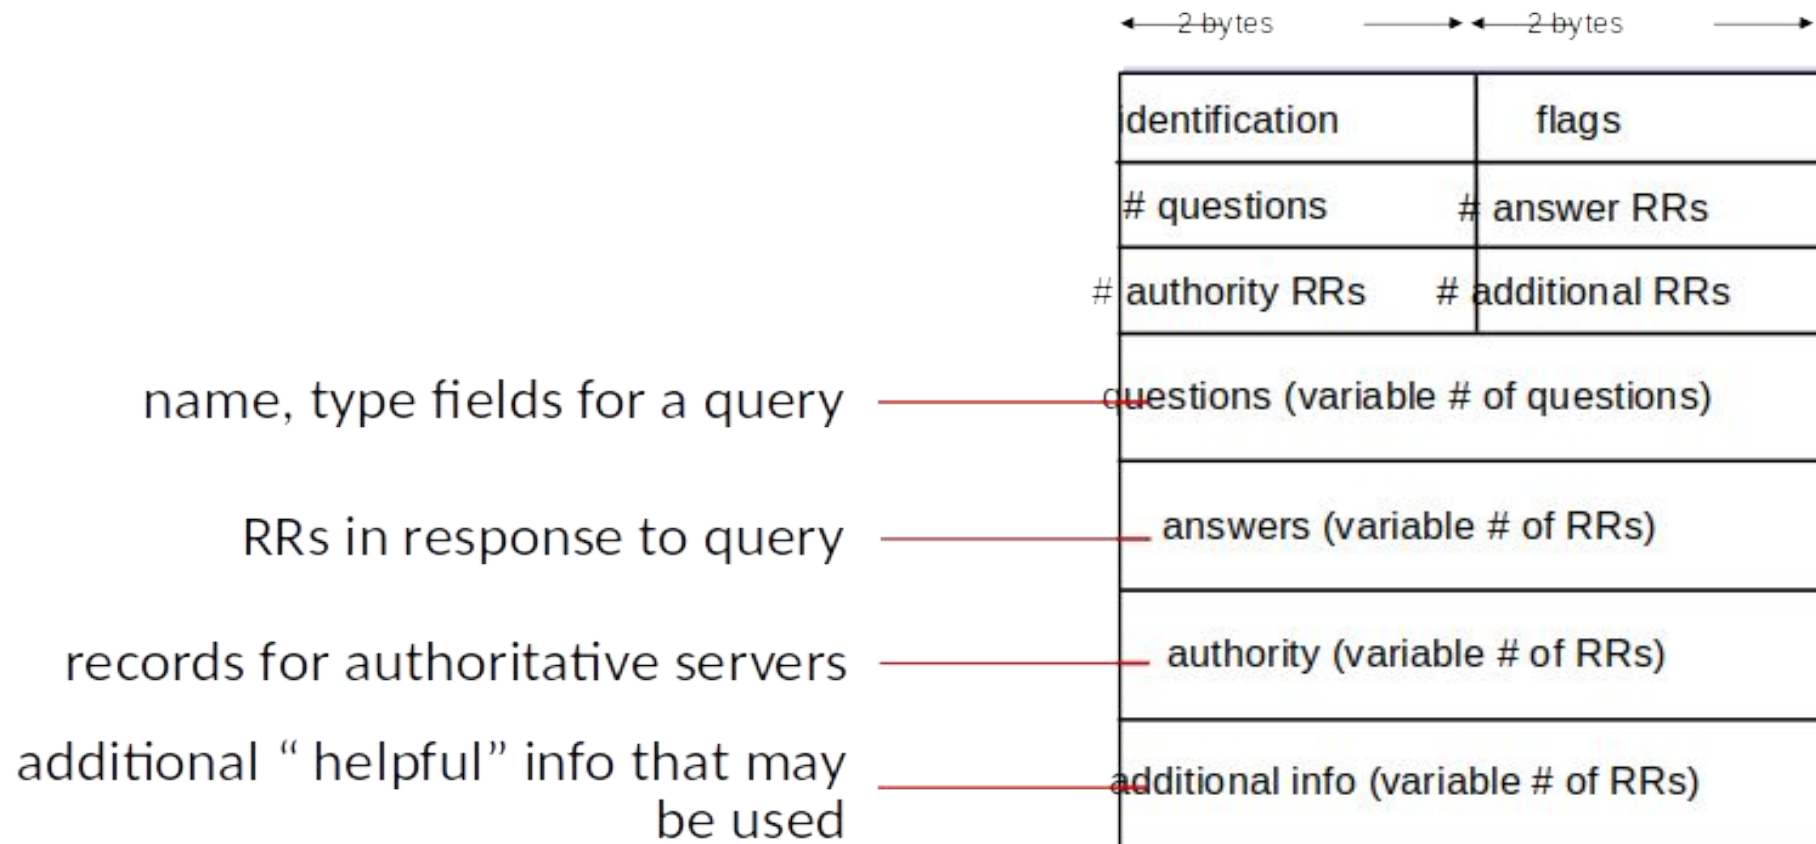 2 bytes 2 bytes
identification flags
# questions # answer RRs
# authority RRs # additional RRs
name, type fields for a query questions (variable # of questions)
RRs in response to query answers (variable # of RRs)
records for authoritative servers authority (variable # of RRs)
additional “ helpful” info that may
be used
additional info (variable # of RRs)